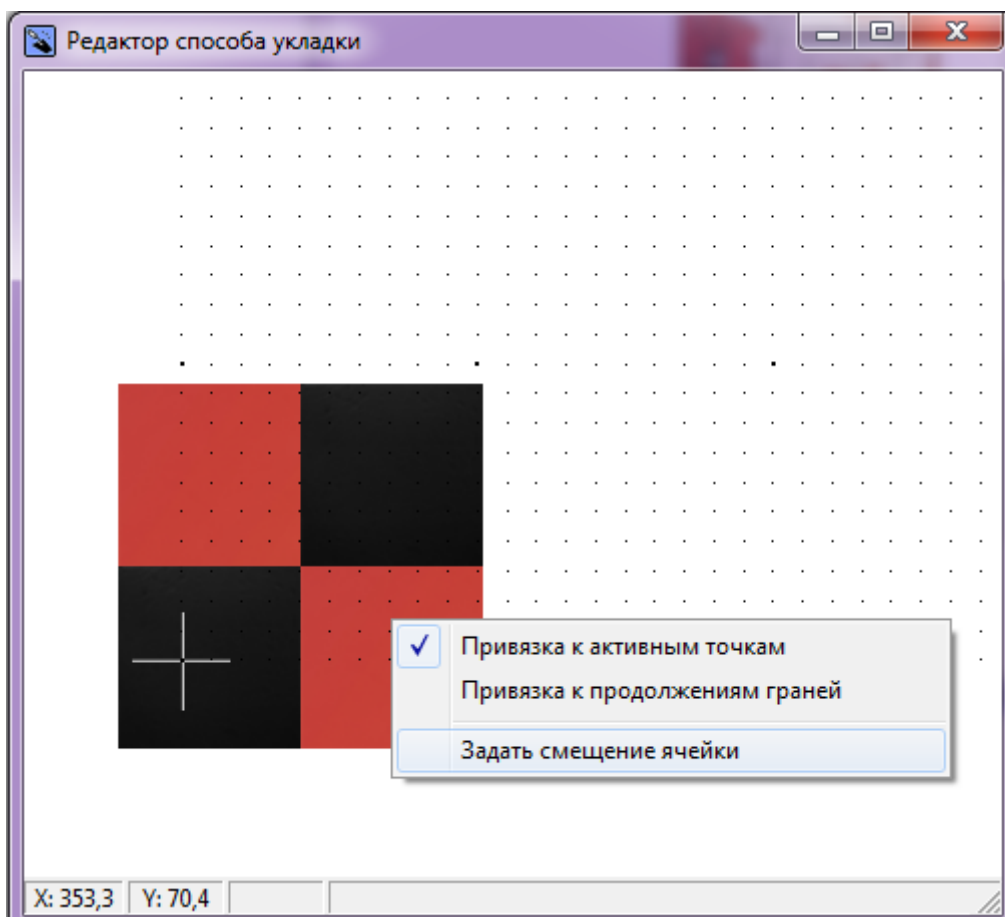 Редактор способа укладки
Привязка к активным точкам
Привязка к продолжениям граней
Задать смещение ячейки
X: 353,3 Y: 70,4